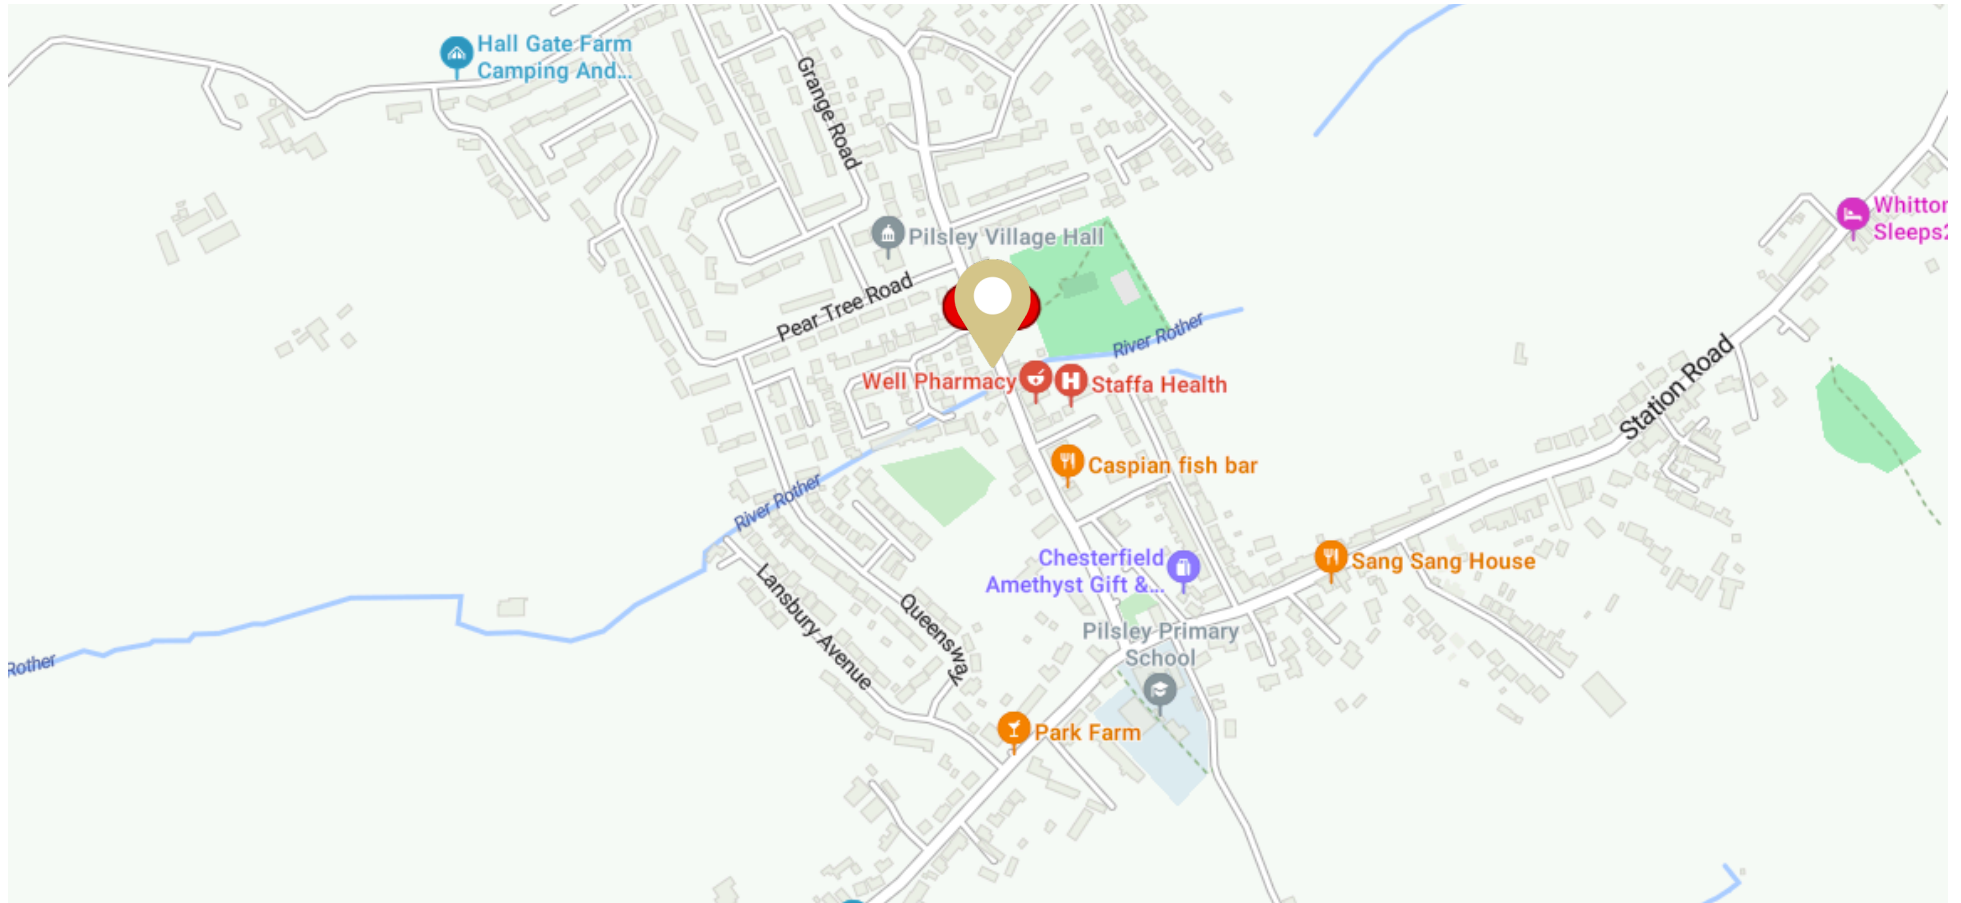 Hall Gate Farm
Camping And...
Grange Road
Whitton
Sleeps2
Pilsley Village Hall
Pear Tree Road
River Rother
Station Road
Well Pharmacy
Staffa Health
Caspian fish bar
River Rother
Chesterfield
Amethyst Gift &...
Sang Sang House
Lansbury Avenue
Queensway
Pilsley Primary
School
Rother
Park Farm